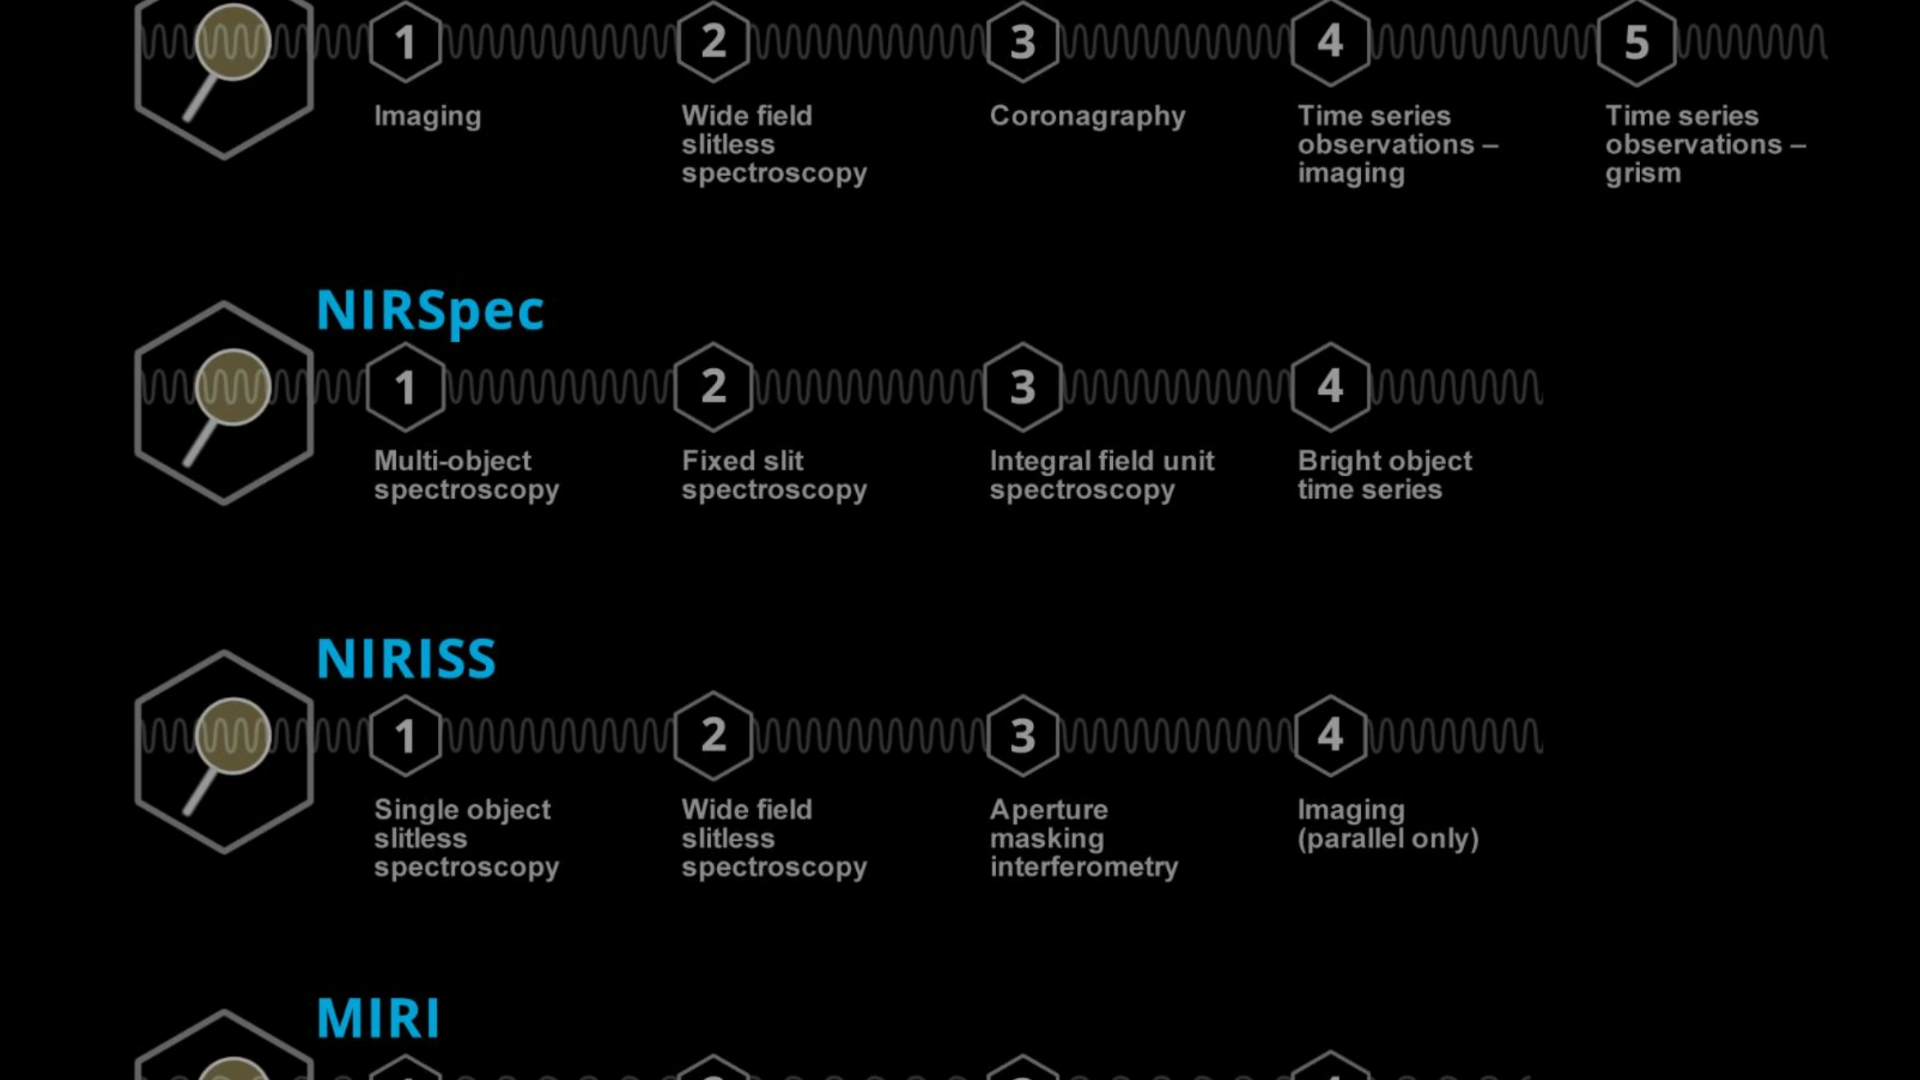 1 2 3 4 5
Imaging
Wide field
slitless
spectroscopy
Coronagraphy
Time series
observations –
imaging
Time series
observations –
grism
NIRSpec
1 2 3 4
Multi-object
spectroscopy
Fixed slit
spectroscopy
Integral field unit
spectroscopy
Bright object
time series
NIRISS
1 2 3 4
Single object
slitless
spectroscopy
Wide field
slitless
spectroscopy
Aperture
masking
interferometry
Imaging
(parallel only)
MIRI